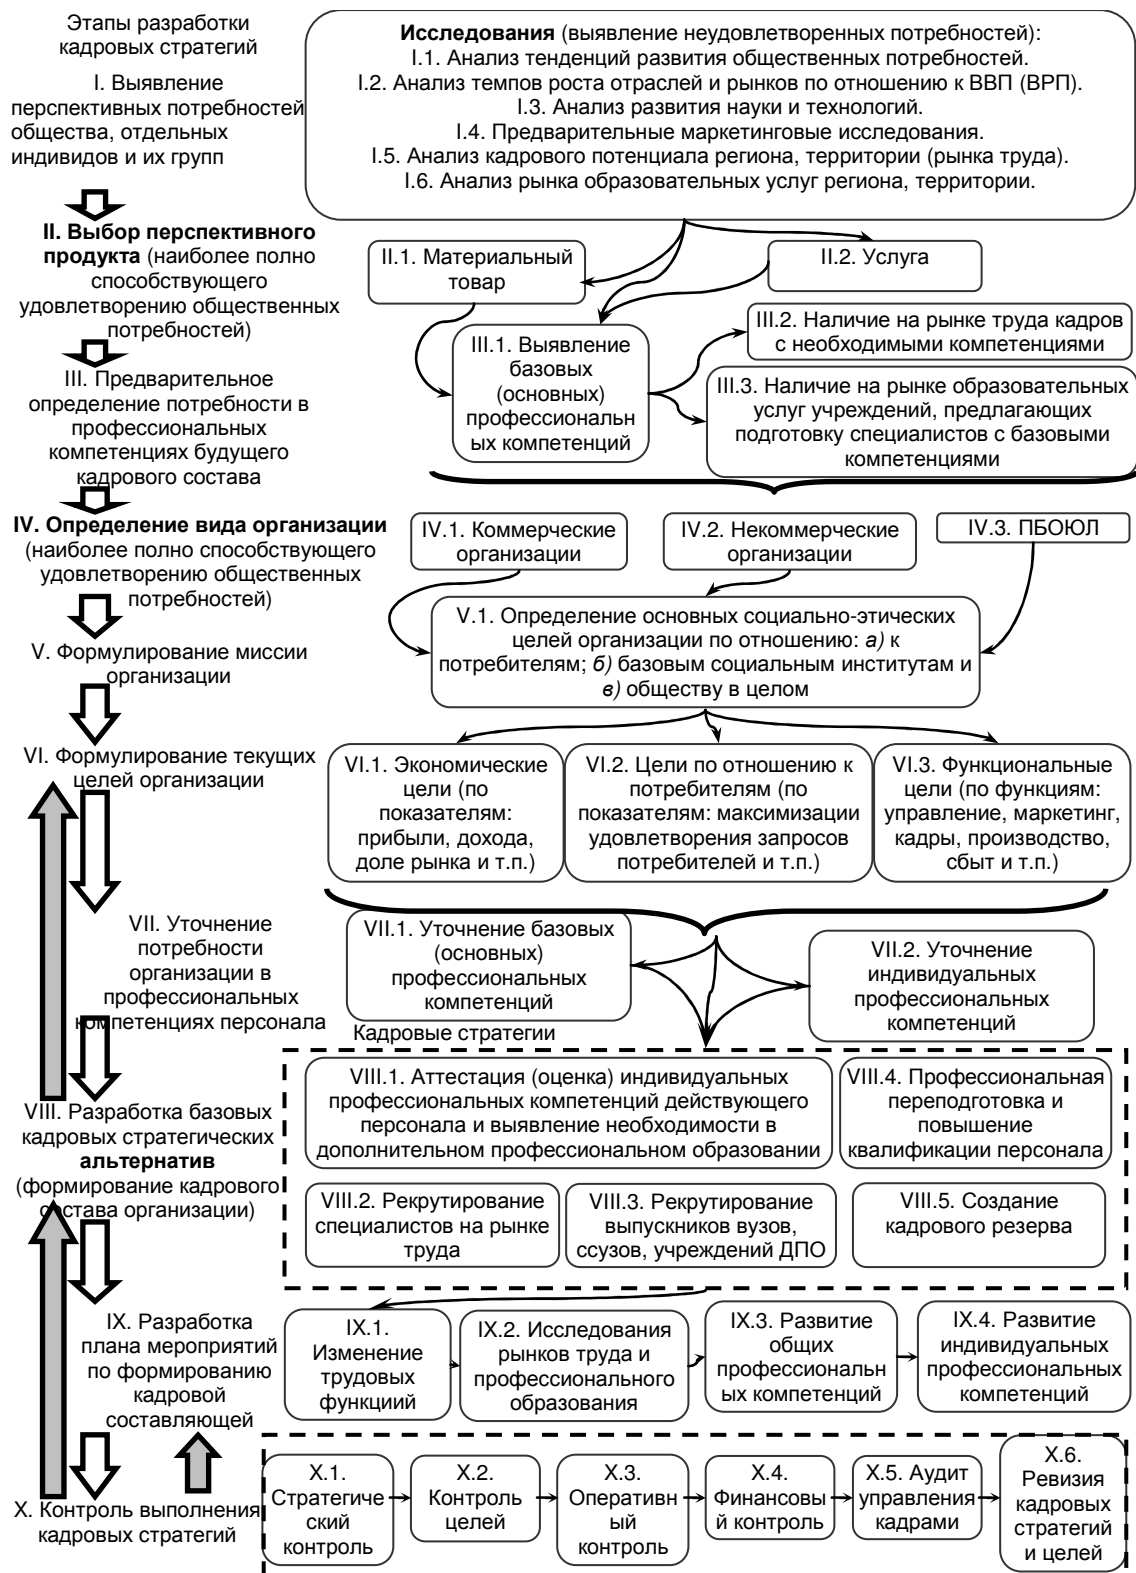 Этапы разработки
кадровых стратегий
I. Выявление
перспективных потребностей
общества, отдельных
индивидов и их групп
Исследования (выявление неудовлетворенных потребностей):
I.1. Анализ тенденций развития общественных потребностей.
I.2. Анализ темпов роста отраслей и рынков по отношению к ВВП (ВРП).
I.3. Анализ развития науки и технологий.
I.4. Предварительные маркетинговые исследования.
I.5. Анализ кадрового потенциала региона, территории (рынка труда).
I.6. Анализ рынка образовательных услуг региона, территории.
II. Выбор перспективного
продукта (наиболее полно
способствующего
удовлетворению общественных
потребностей)
II.1. Материальный
товар
II.2. Услуга
III. Предварительное
определение потребности в
профессиональных
компетенциях будущего
кадрового состава
III.1. Выявление
базовых
(основных)
профессиональн
ых компетенций
III.2. Наличие на рынке труда кадров
с необходимыми компетенциями
III.3. Наличие на рынке образовательных
услуг учреждений, предлагающих
подготовку специалистов с базовыми
компетенциями
IV. Определение вида организации
(наиболее полно способствующего
удовлетворению общественных
потребностей)
IV.1. Коммерческие
организации
IV.2. Некоммерческие
организации
IV.3. ПБОЮЛ
V. Формулирование миссии
организации
V.1. Определение основных социально-этических
целей организации по отношению: а) к
потребителям; б) базовым социальным институтам и
в) обществу в целом
VI. Формулирование текущих
целей организации
VI.1. Экономические
цели (по
показателям:
прибыли, дохода,
доле рынка и т.п.)
VI.2. Цели по отношению к
потребителям (по
показателям: максимизации
удовлетворения запросов
потребителей и т.п.)
VI.3. Функциональные
цели (по функциям:
управление, маркетинг,
кадры, производство,
сбыт и т.п.)
VII. Уточнение
потребности
организации в
профессиональных
компетенциях персонала
VII.1. Уточнение базовых
(основных)
профессиональных
компетенций
VII.2. Уточнение
индивидуальных
профессиональных
компетенций
Кадровые стратегии
VIII. Разработка базовых
кадровых стратегических
альтернатив
(формирование кадрового
состава организации)
VIII.1. Аттестация (оценка) индивидуальных
профессиональных компетенций действующего
персонала и выявление необходимости в
дополнительном профессиональном образовании
VIII.4. Профессиональная
переподготовка и
повышение
квалификации персонала
VIII.2. Рекрутирование
специалистов на рынке
труда
VIII.3. Рекрутирование
выпускников вузов,
ссузов, учреждений ДПО
VIII.5. Создание
кадрового резерва
IX. Разработка
плана мероприятий
по формированию
кадровой
составляющей
IX.1.
Изменение
трудовых
функциий
IX.2. Исследования
рынков труда и
профессионального
образования
IX.3. Развитие
общих
профессиональн
ых компетенций
IX.4. Развитие
индивидуальных
профессиональных
компетенций
X. Контроль выполнения
кадровых стратегий
X.1.
Стратегиче
ский
контроль
X.2.
Контроль
целей
X.3.
Оперативн
ый
контроль
X.4.
Финансовы
й контроль
X.5. Аудит
управления
кадрами
X.6.
Ревизия
кадровых
стратегий
и целей